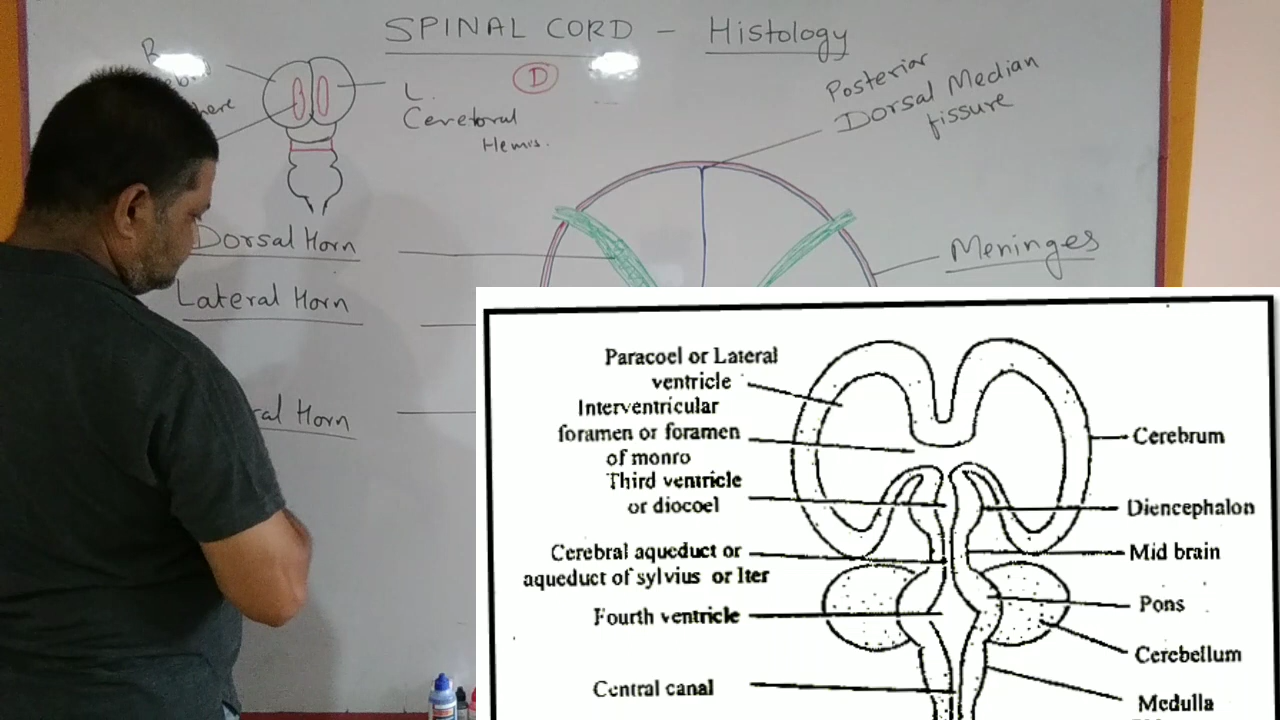 SPINAL CORD - Histology
D
L.
Ceretoral
Hemis.
Posterior
Dorsal Median
fissure
Dorsal Horn
Meninges
Lateral Horn
Horn
Paracoel or Lateral
ventricle
Interventricular
foramen or foramen
of monro
Third ventricle
or diocoel
Cerebral aqueduct or
aqueduct of sylvius or Iter
Fourth ventricle
Central canal
Cerebrum
Diencephalon
Mid brain
Pons
Cerebellum
Medulla